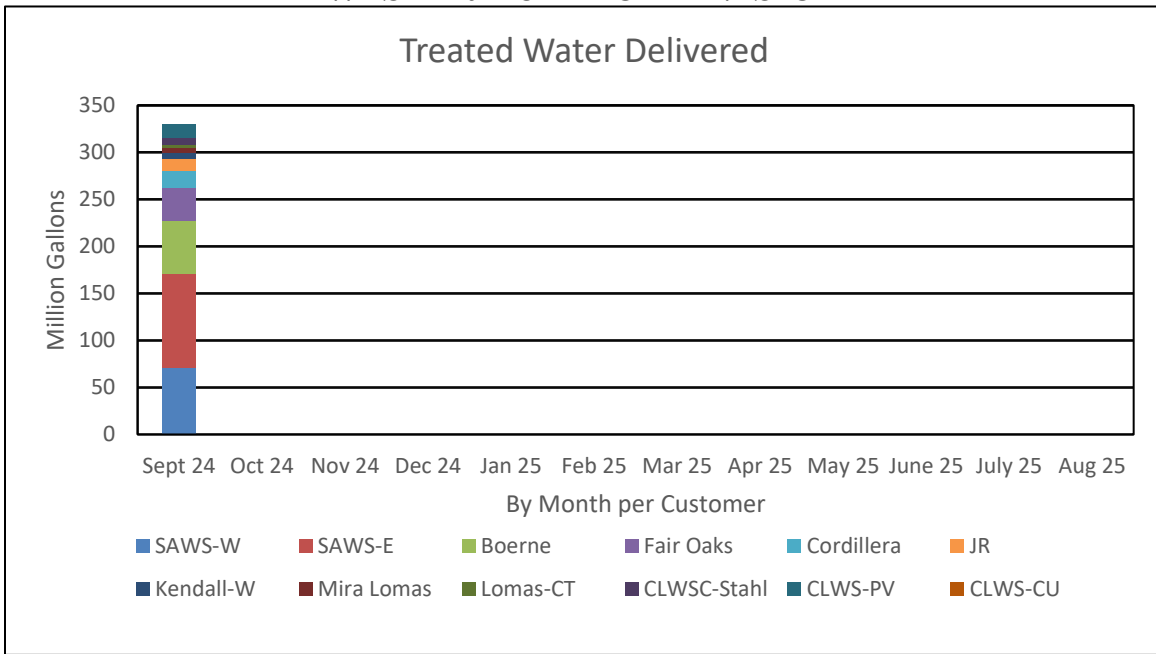 Treated Water Delivered
350
300
250
200
150
100
50
0
Million Gallons
Sept 24 Oct 24 Nov 24 Dec 24 Jan 25 Feb 25 Mar 25 Apr 25 May 25 June 25 July 25 Aug 25
By Month per Customer
SAWS-W SAWS-E Boerne Fair Oaks Cordillera JR
Kendall-W Mira Lomas Lomas-CT CLWSC-Stahl CLWS-PV CLWS-CU